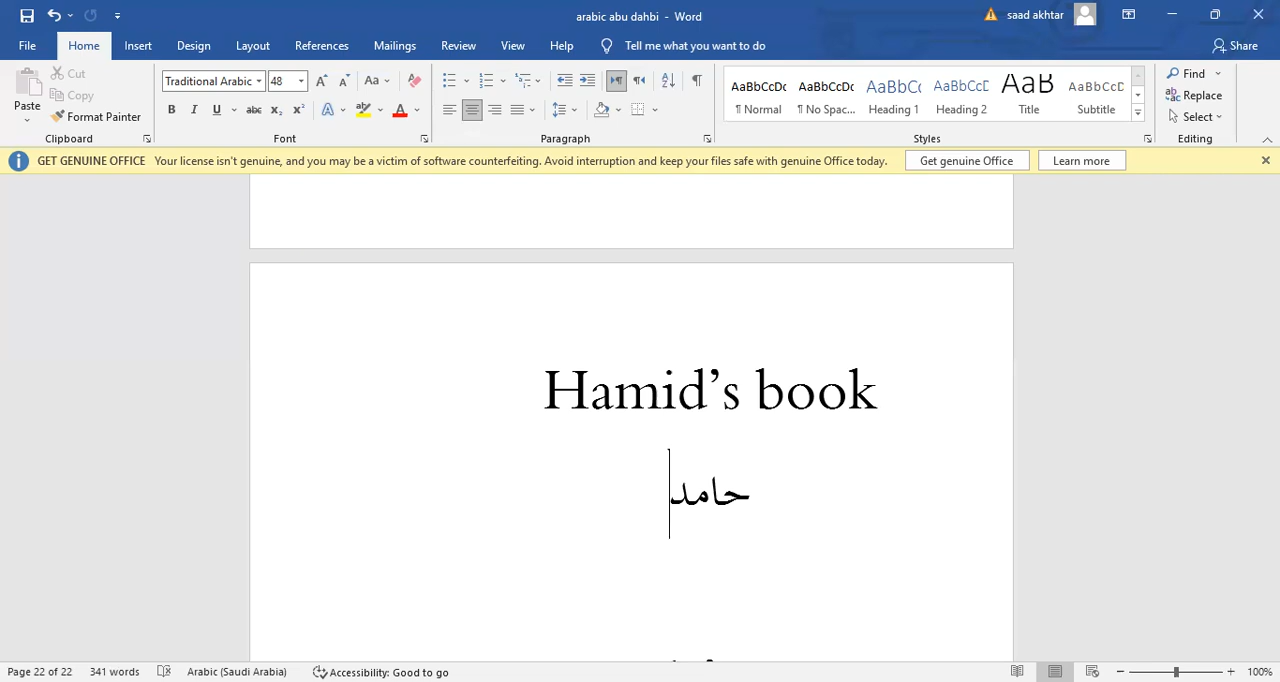 arabic abu dahbi - Word
saad akhtar
File Home Insert Design Layout References Mailings Review View Help Tell me what you want to do Share
Paste Cut Copy Format Painter Clipboard
Traditional Arabic 48 Aa
B I U abc x₂ x² A A Font
Paragraph
AaBbCcDc AaBbCcDc AaBbCc AaBbCcD AaB AaBbCcD
¶ Normal ¶ No Spac... Heading 1 Heading 2 Title Subtitle
Styles
Find Replace Select Editing
GET GENUINE OFFICE Your license isn't genuine, and you may be a victim of software counterfeiting. Avoid interruption and keep your files safe with genuine Office today. Get genuine Office Learn more
Hamid’s book
حامد
Page 22 of 22 341 words Arabic (Saudi Arabia) Accessibility: Good to go 100%